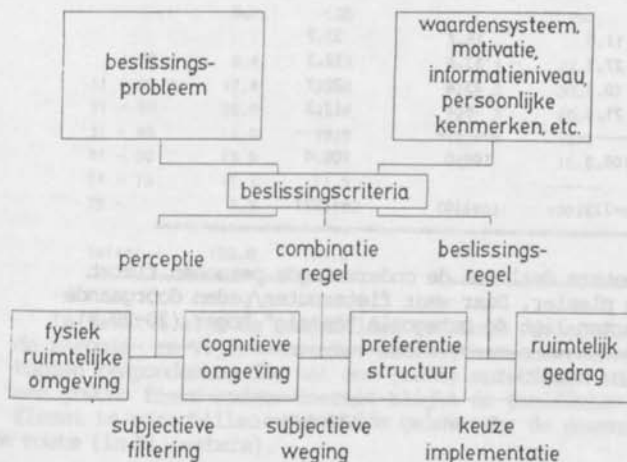 beslissings-
probleem
waardensysteem,
motivatie,
informatieniveau,
persoonlijke
kenmerken, etc.
beslissingscriteria
perceptie
combinatie
regel
beslissings-
regel
fysiek
ruimtelijke
omgeving
cognitieve
omgeving
preferentie
structuur
ruimtelijk
gedrag
subjectieve
filtering
subjectieve
weging
keuze
implementatie